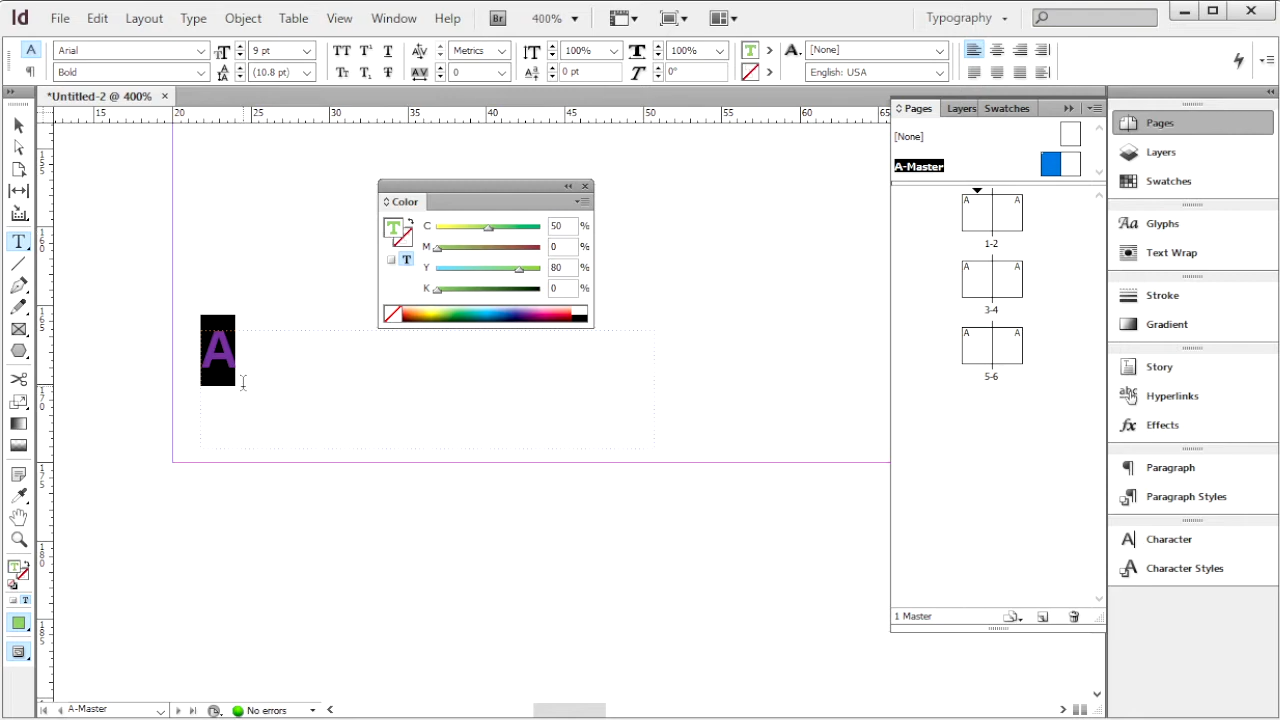 Id File Edit Layout Type Object Table View Window Help Br 400% Typography
Arial 9 pt Metrics 100% 100% [None]
Bold (10.8 pt) 0 0 pt 0° English: USA
*Untitled-2 @ 400% ×
15 20 25 30 35 40 45 50 55 60 65
Pages Layers Swatches
[None]
A-Master
A A
1-2
A A
3-4
A A
5-6
1 Master
Color
C 50 %
M 0 %
Y 80 %
K 0 %
A
Pages
Layers
Swatches
Glyphs
Text Wrap
Stroke
Gradient
Story
Hyperlinks
Effects
Paragraph
Paragraph Styles
Character
Character Styles
A-Master No errors